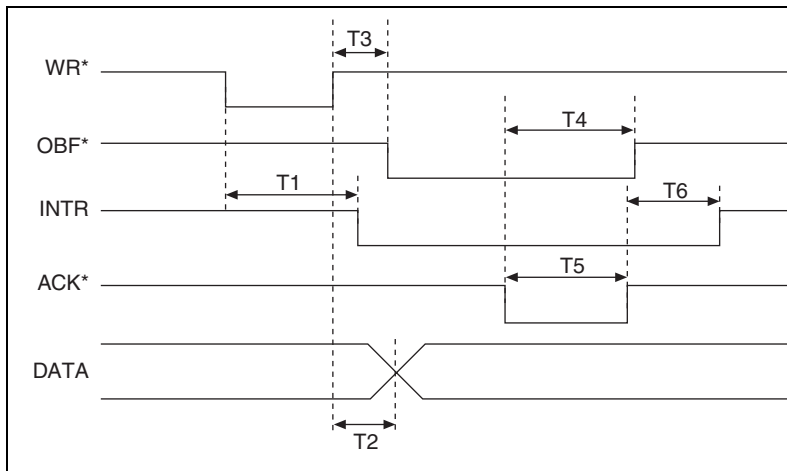 T3
WR*
T4
OBF*
T1
T6
INTR
T5
ACK*
DATA
T2